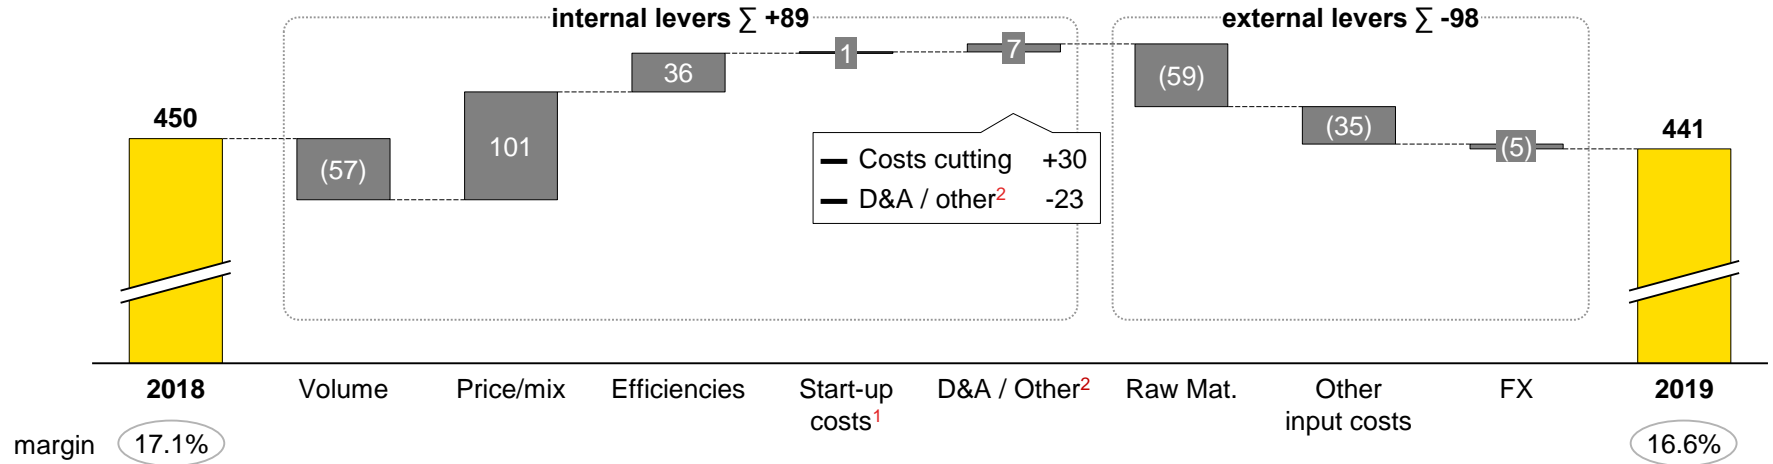 internal levers ∑ +89
external levers ∑ -98
450
(57)
101
36
1
7
(59)
(35)
(5)
441
Costs cutting +30
D&A / other2 -23
2018
Volume
Price/mix
Efficiencies
Start-up
costs1
D&A / Other2
Raw Mat.
Other
input costs
FX
2019
margin
17.1%
16.6%